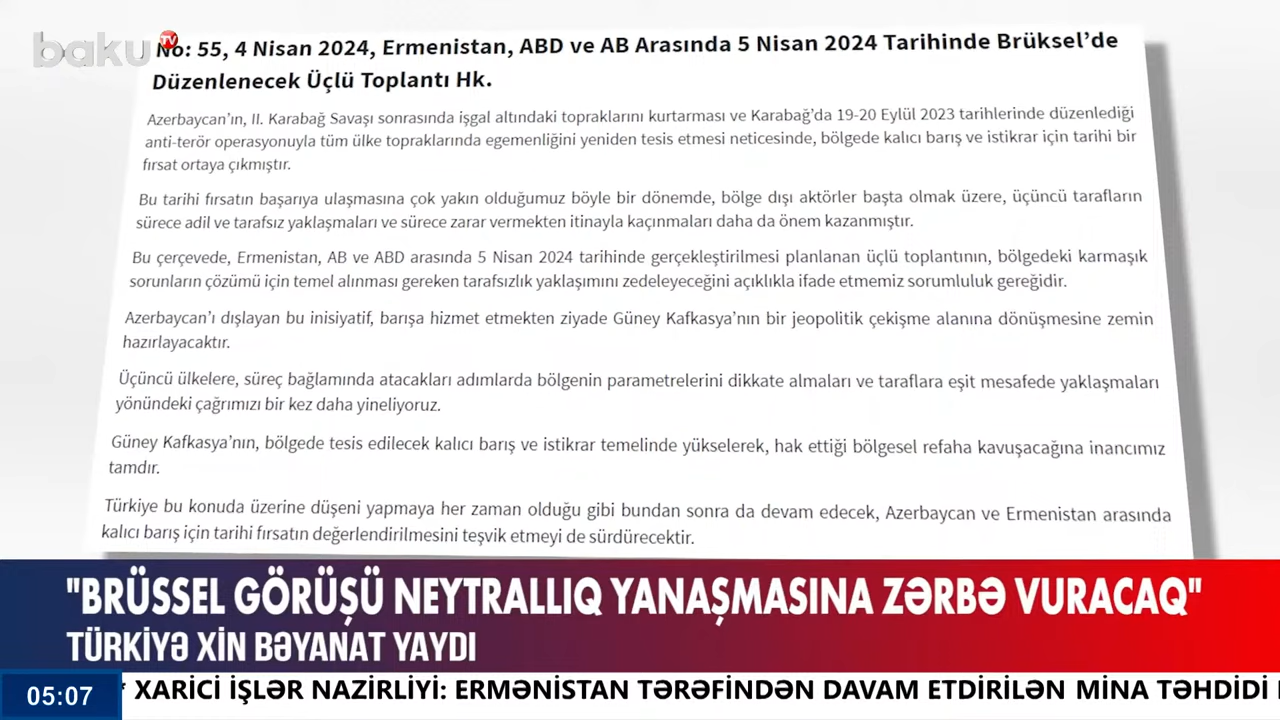 baku TV
No: 55, 4 Nisan 2024, Ermenistan, ABD ve AB Arasında 5 Nisan 2024 Tarihinde Brüksel’de
Düzenlenecek Üçlü Toplantı Hk.
Azerbaycan’ın, II. Karabağ Savaşı sonrasında işgal altındaki topraklarını kurtarması ve Karabağ’da 19-20 Eylül 2023 tarihlerinde düzenlediği
anti-terör operasyonuyla tüm ülke topraklarında egemenliğini yeniden tesis etmesi neticesinde, bölgede kalıcı barış ve istikrar için tarihi bir
fırsat ortaya çıkmıştır.
Bu tarihi fırsatın başarıya ulaşmasına çok yakın olduğumuz böyle bir dönemde, bölge dışı aktörler başta olmak üzere, üçüncü tarafların
sürece adil ve tarafsız yaklaşmaları ve sürece zarar vermekten itinayla kaçınmaları daha da önem kazanmıştır.
Bu çerçevede, Ermenistan, AB ve ABD arasında 5 Nisan 2024 tarihinde gerçekleştirilmesi planlanan üçlü toplantının, bölgedeki karmaşık
sorunların çözümü için temel alınması gereken tarafsızlık yaklaşımını zedeleyeceğini açıklıkla ifade etmemiz sorumluluk gereğidir.
Azerbaycan’ı dışlayan bu inisiyatif, barışa hizmet etmekten ziyade Güney Kafkasya’nın bir jeopolitik çekişme alanına dönüşmesine zemin
hazırlayacaktır.
Üçüncü ülkelere, süreç bağlamında atacakları adımlarda bölgenin parametrelerini dikkate almaları ve taraflara eşit mesafede yaklaşmaları
yönündeki çağrımızı bir kez daha yineliyoruz.
Güney Kafkasya’nın, bölgede tesis edilecek kalıcı barış ve istikrar temelinde yükselerek, hak ettiği bölgesel refaha kavuşacağına inancımız
tamdır.
Türkiye bu konuda üzerine düşeni yapmaya her zaman olduğu gibi bundan sonra da devam edecek, Azerbaycan ve Ermenistan arasında
kalıcı barış için tarihi fırsatın değerlendirilmesini teşvik etmeyi de sürdürecektir.
"BRÜSSEL GÖRÜŞÜ NEYTRALLIQ YANAŞMASINA ZƏRBƏ VURACAQ"
TÜRKİYƏ XİN BƏYANAT YAYDI
05:07 * XARİCİ İŞLƏR NAZİRLİYİ: ERMƏNİSTAN TƏRƏFİNDƏN DAVAM ETDİRİLƏN MİNA TƏHDİDİ